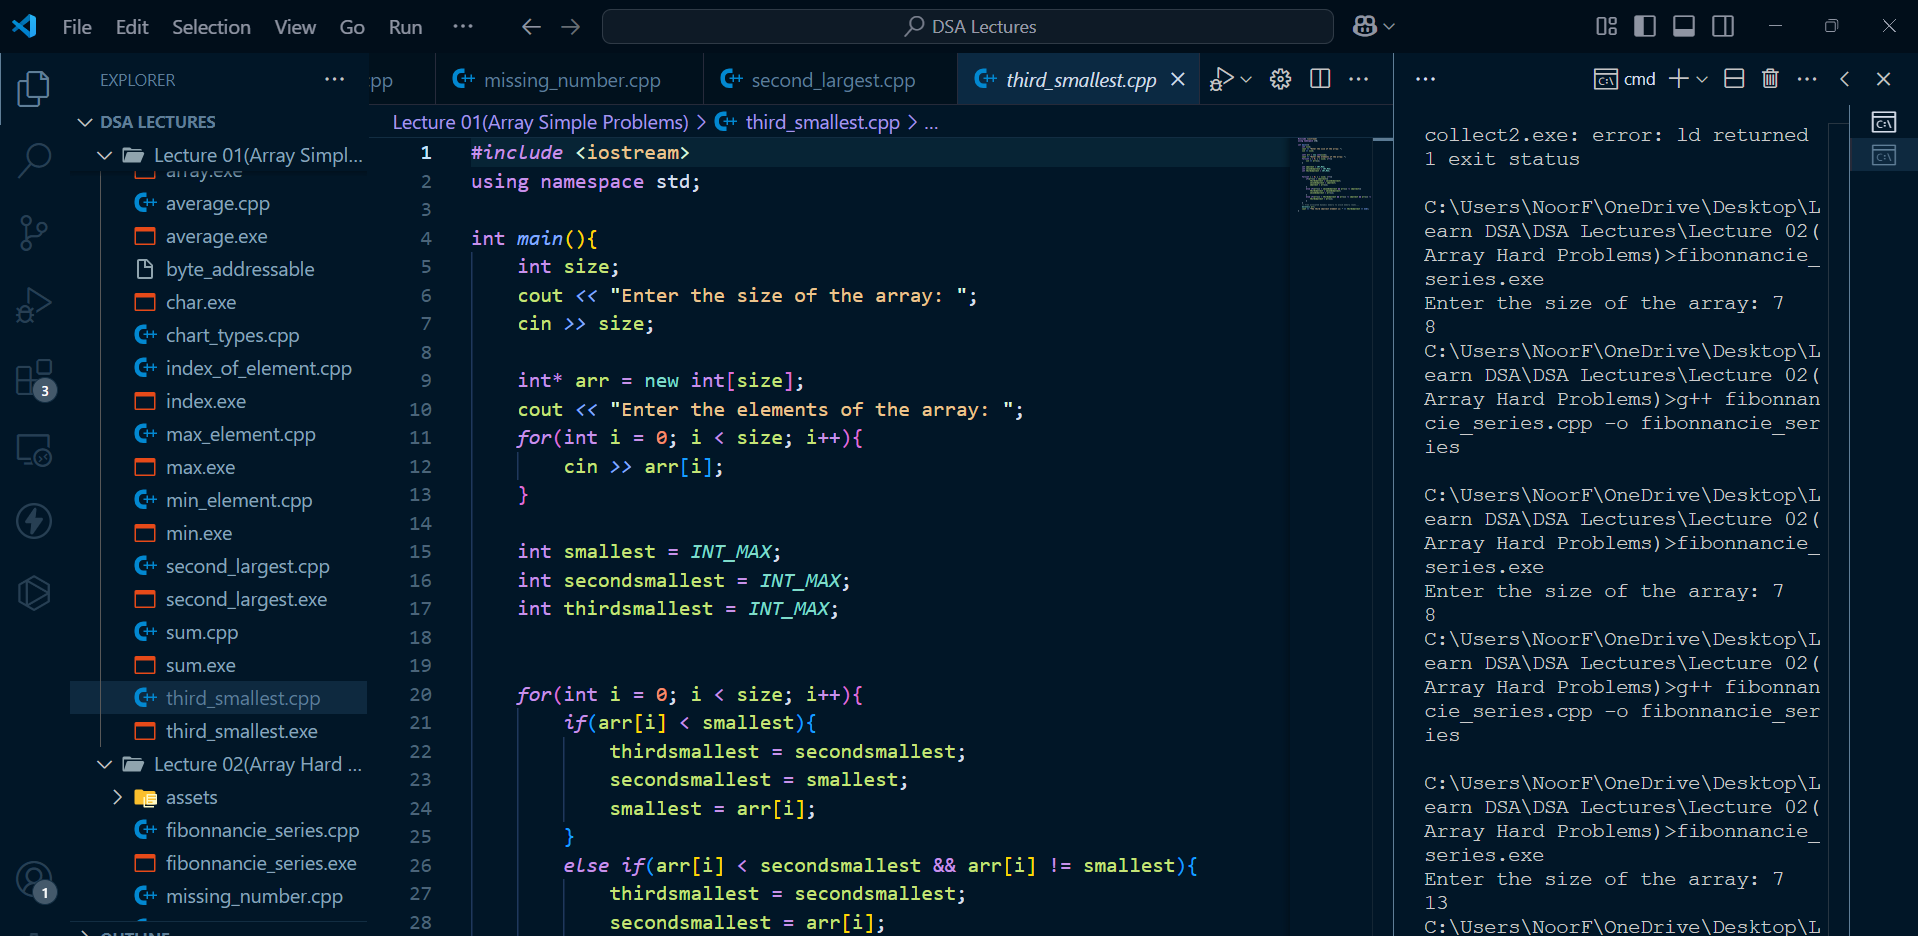 File Edit Selection View Go Run ··· DSA Lectures
EXPLORER ···
DSA LECTURES
Lecture 01(Array Simpl...
array.exe
average.cpp
average.exe
byte_addressable
char.exe
chart_types.cpp
index_of_element.cpp
index.exe
max_element.cpp
max.exe
min_element.cpp
min.exe
second_largest.cpp
second_largest.exe
sum.cpp
sum.exe
third_smallest.cpp
third_smallest.exe
Lecture 02(Array Hard ...
assets
fibonnancie_series.cpp
fibonnancie_series.exe
missing_number.cpp
OUTLINE
3
1
pp missing_number.cpp second_largest.cpp third_smallest.cpp
Lecture 01(Array Simple Problems) > third_smallest.cpp > ...
1 #include <iostream>
2 using namespace std;
3
4 int main(){
5 int size;
6 cout << "Enter the size of the array: ";
7 cin >> size;
8
9 int* arr = new int[size];
10 cout << "Enter the elements of the array: ";
11 for(int i = 0; i < size; i++){
12 cin >> arr[i];
13 }
14
15 int smallest = INT_MAX;
16 int secondsmallest = INT_MAX;
17 int thirdsmallest = INT_MAX;
18
19
20 for(int i = 0; i < size; i++){
21 if(arr[i] < smallest){
22 thirdsmallest = secondsmallest;
23 secondsmallest = smallest;
24 smallest = arr[i];
25 }
26 else if(arr[i] < secondsmallest && arr[i] != smallest){
27 thirdsmallest = secondsmallest;
28 secondsmallest = arr[i];
··· cmd
collect2.exe: error: ld returned
1 exit status
C:\Users\NoorF\OneDrive\Desktop\L
earn DSA\DSA Lectures\Lecture 02(
Array Hard Problems)>fibonnancie_
series.exe
Enter the size of the array: 7
8
C:\Users\NoorF\OneDrive\Desktop\L
earn DSA\DSA Lectures\Lecture 02(
Array Hard Problems)>g++ fibonnan
cie_series.cpp -o fibonnancie_ser
ies
C:\Users\NoorF\OneDrive\Desktop\L
earn DSA\DSA Lectures\Lecture 02(
Array Hard Problems)>fibonnancie_
series.exe
Enter the size of the array: 7
8
C:\Users\NoorF\OneDrive\Desktop\L
earn DSA\DSA Lectures\Lecture 02(
Array Hard Problems)>g++ fibonnan
cie_series.cpp -o fibonnancie_ser
ies
C:\Users\NoorF\OneDrive\Desktop\L
earn DSA\DSA Lectures\Lecture 02(
Array Hard Problems)>fibonnancie_
series.exe
Enter the size of the array: 7
13
C:\Users\NoorF\OneDrive\Desktop\L